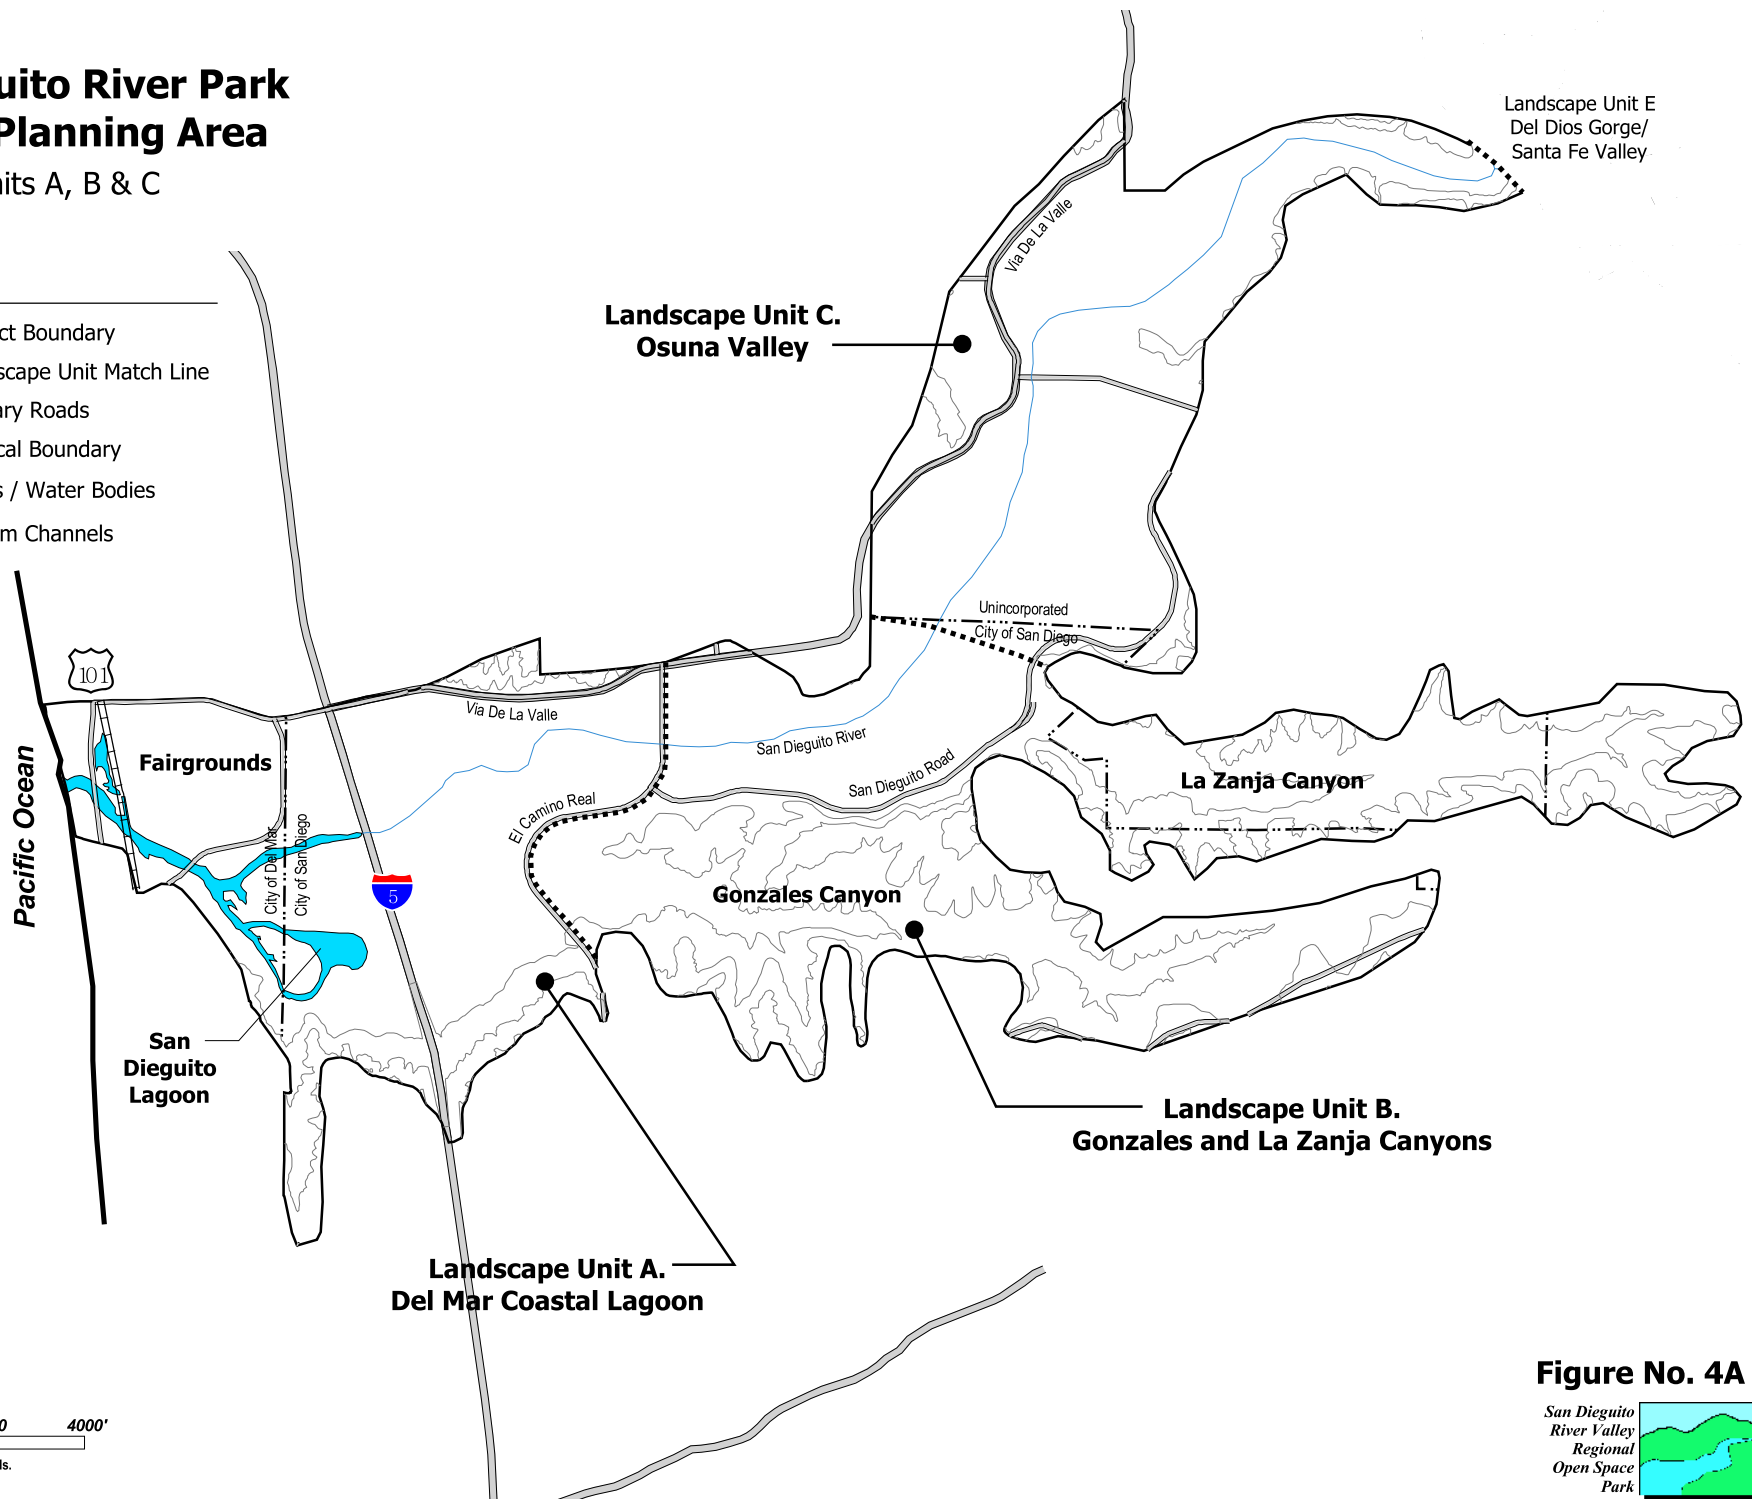 uito River Park
Planning Area
its A, B & C
Landscape Unit E
Del Dios Gorge/
Santa Fe Valley
Via De La Valle
ct Boundary
scape Unit Match Line
ary Roads
cal Boundary
s / Water Bodies
m Channels
Landscape Unit C.
Osuna Valley
Unincorporated
City of San Diego
101
Pacific Ocean
Fairgrounds
Via De La Valle
San Dieguito River
San Dieguito Road
El Camino Real
La Zanja Canyon
City of Del Mar
City of San Diego
5
Gonzales Canyon
L.
San
Dieguito
Lagoon
Landscape Unit B.
Gonzales and La Zanja Canyons
Landscape Unit A.
Del Mar Coastal Lagoon
Figure No. 4A
San Dieguito
River Valley
Regional
Open Space
Park
0 4000'
ds.